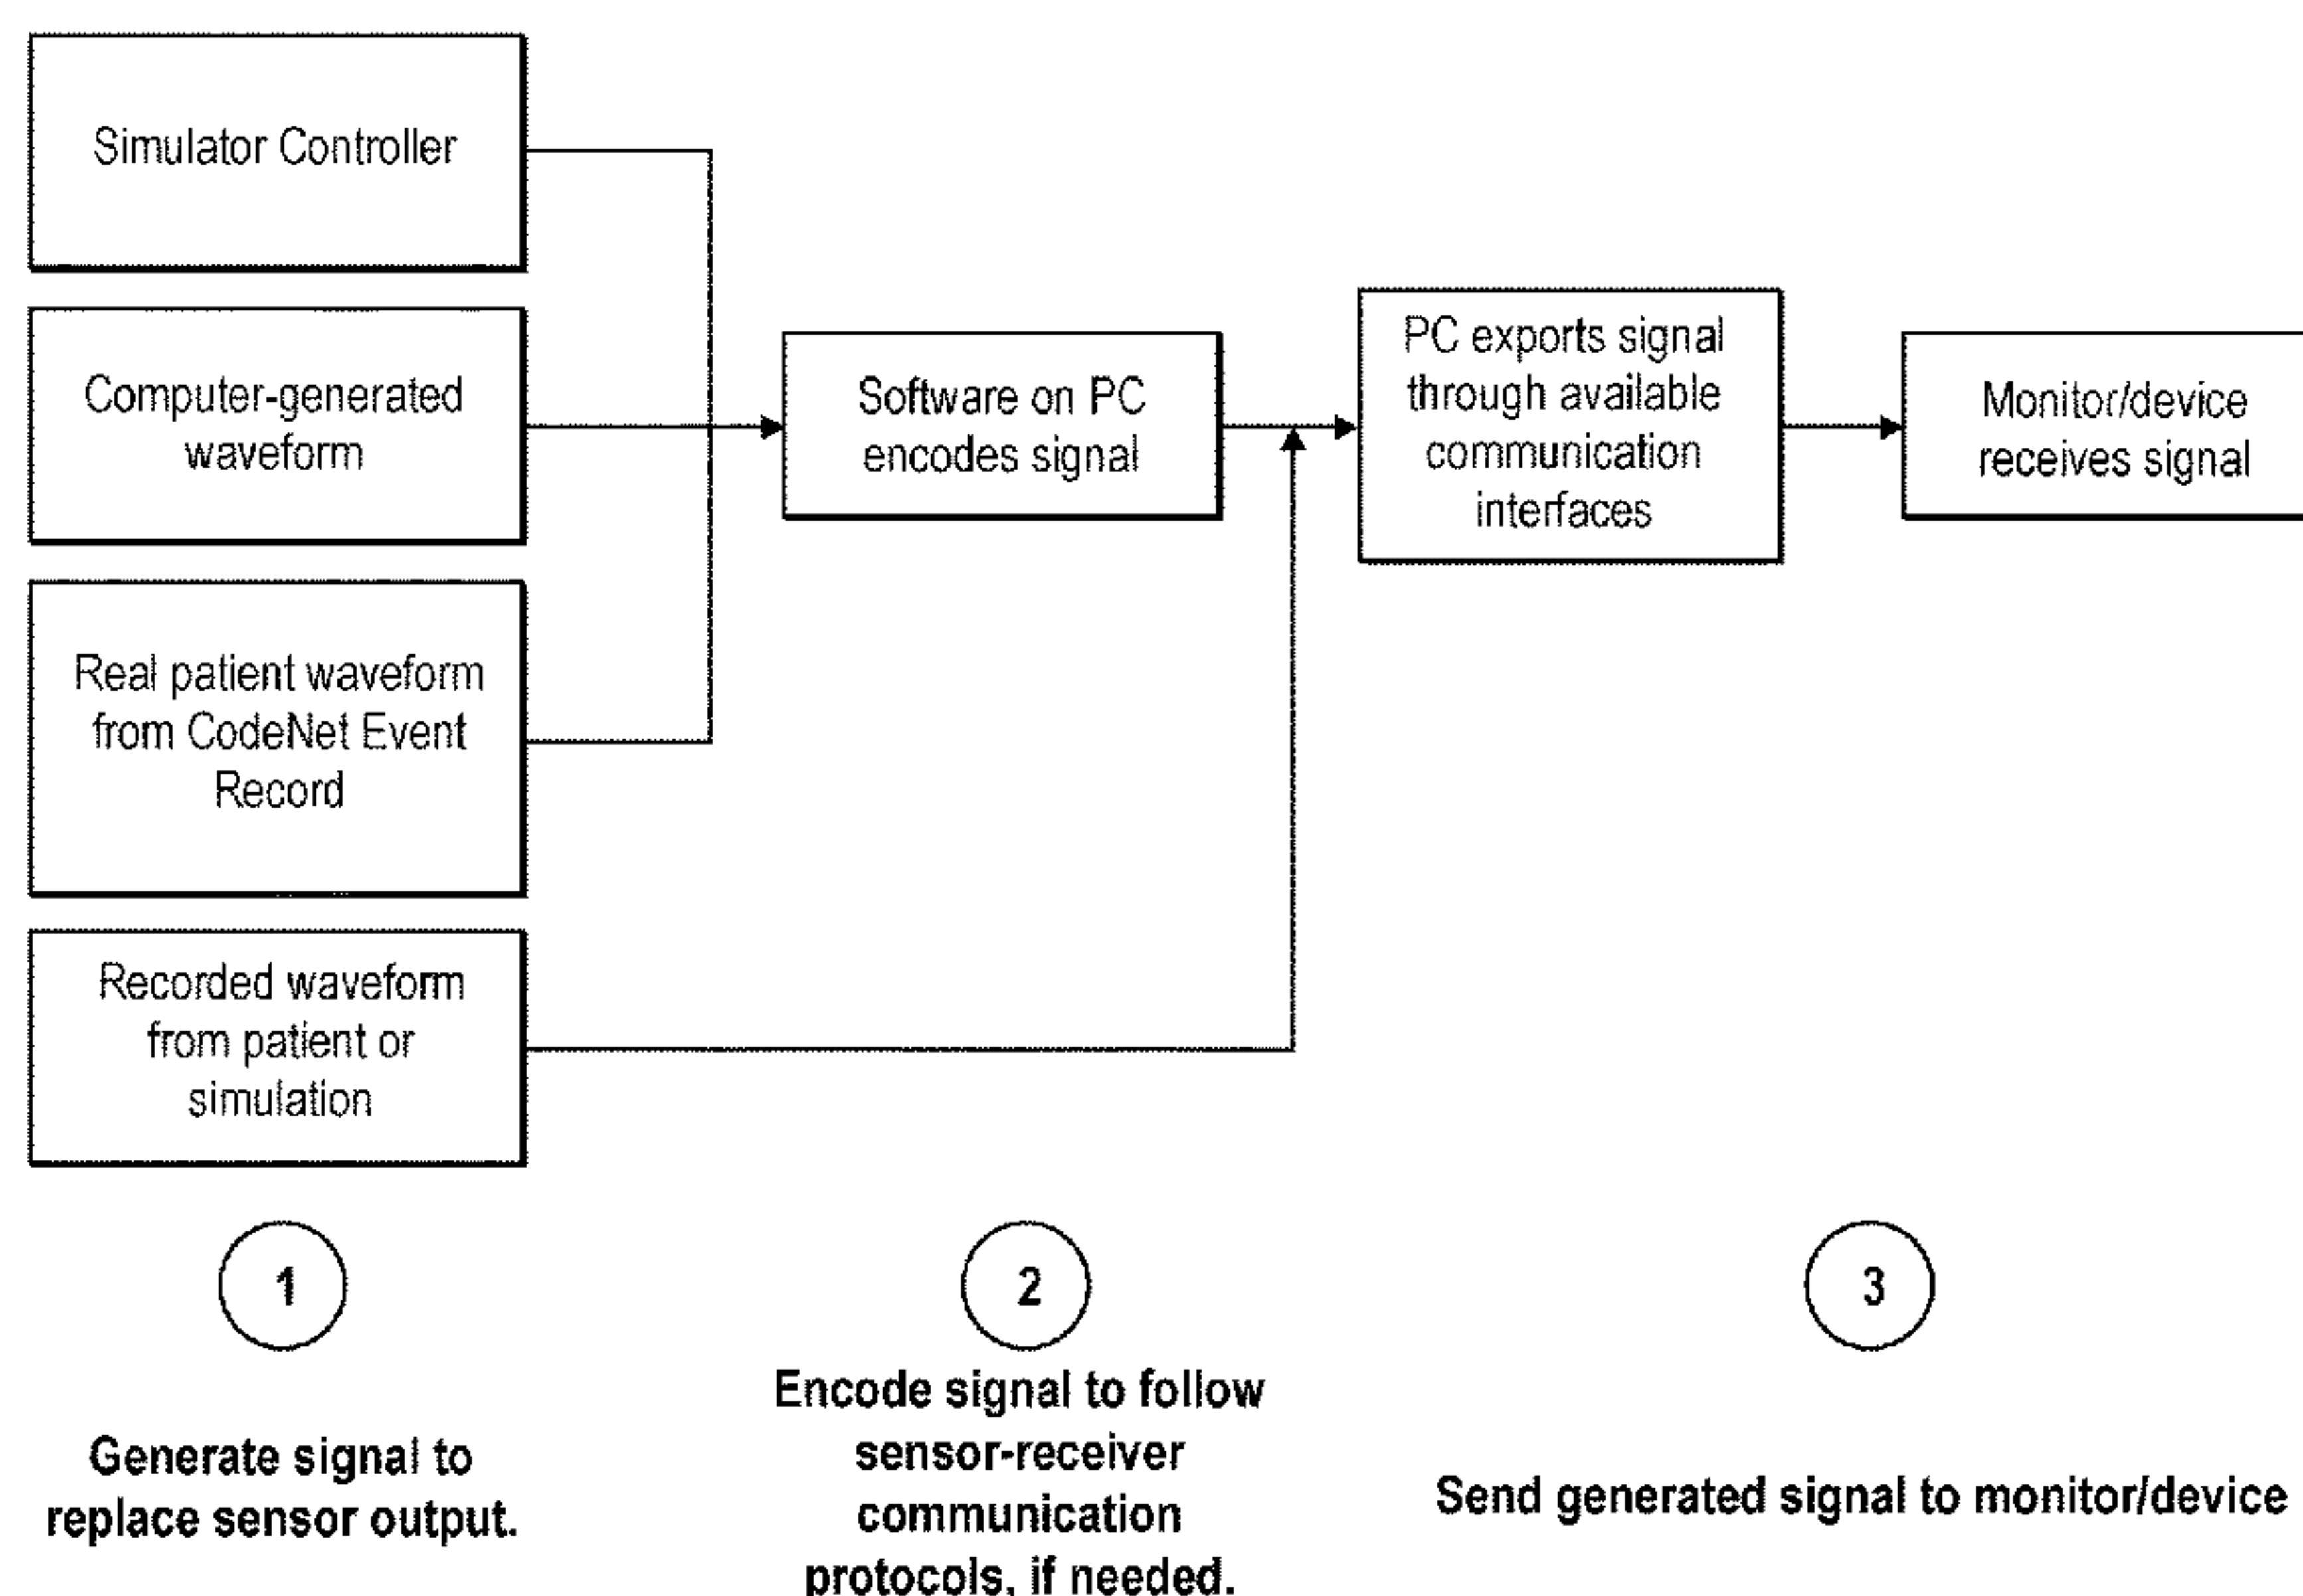 Simulator Controller
Computer-generated
waveform
Real patient waveform
from CodeNet Event
Record
Recorded waveform
from patient or
simulation
Software on PC
encodes signal
PC exports signal
through available
communication
interfaces
Monitor/device
receives signal
1
Generate signal to
replace sensor output.
2
Encode signal to follow
sensor-receiver
communication
protocols, if needed.
3
Send generated signal to monitor/device